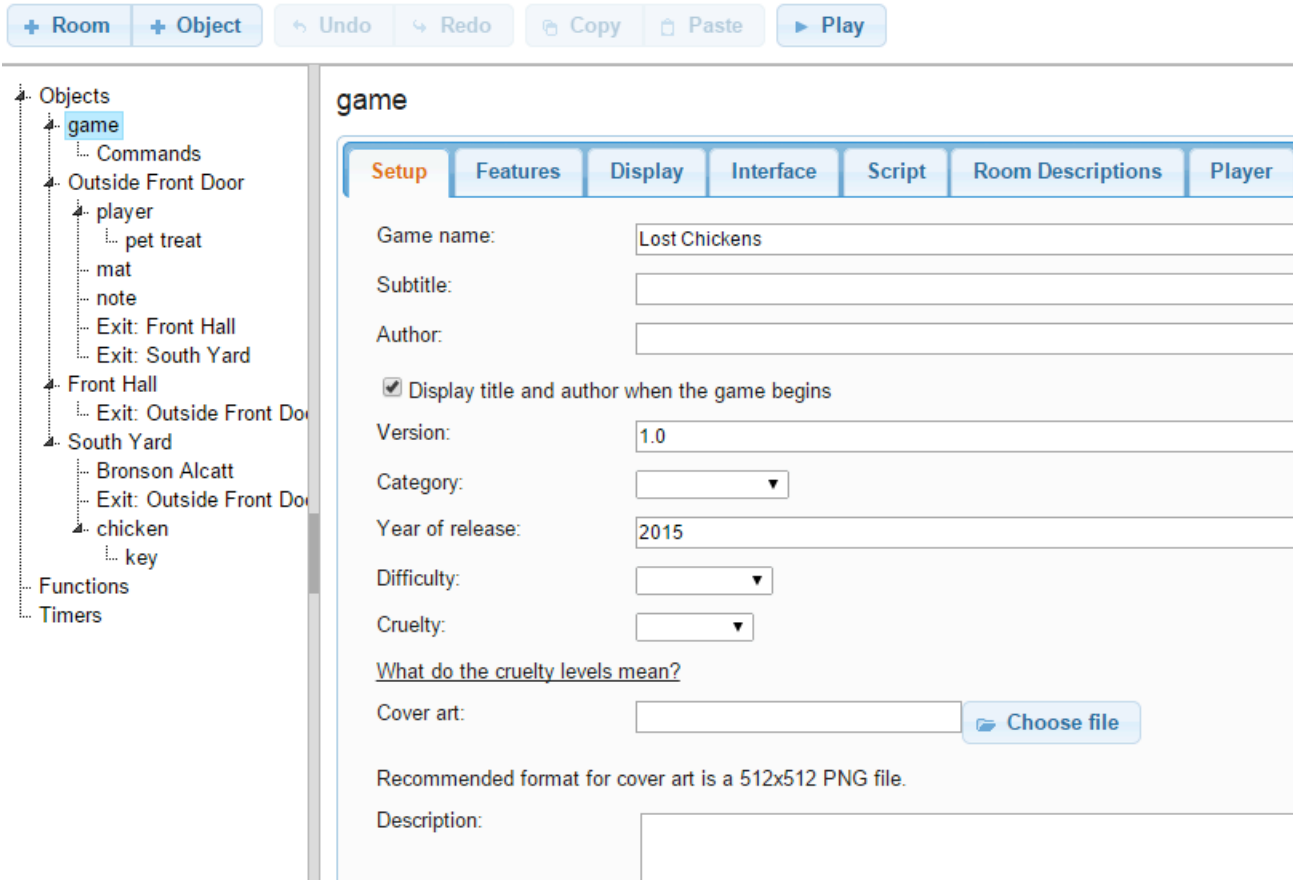 Room Object Undo Redo Copy Paste Play
Objects
game
Commands
Outside Front Door
player
pet treat
mat
note
Exit: Front Hall
Exit: South Yard
Front Hall
Exit: Outside Front Doo
South Yard
Bronson Alcatt
Exit: Outside Front Doo
chicken
key
Functions
Timers
game
Setup Features Display Interface Script Room Descriptions Player
Game name: Lost Chickens
Subtitle:
Author:
Display title and author when the game begins
Version: 1.0
Category:
Year of release: 2015
Difficulty:
Cruelty:
What do the cruelty levels mean?
Cover art: Choose file
Recommended format for cover art is a 512x512 PNG file.
Description: